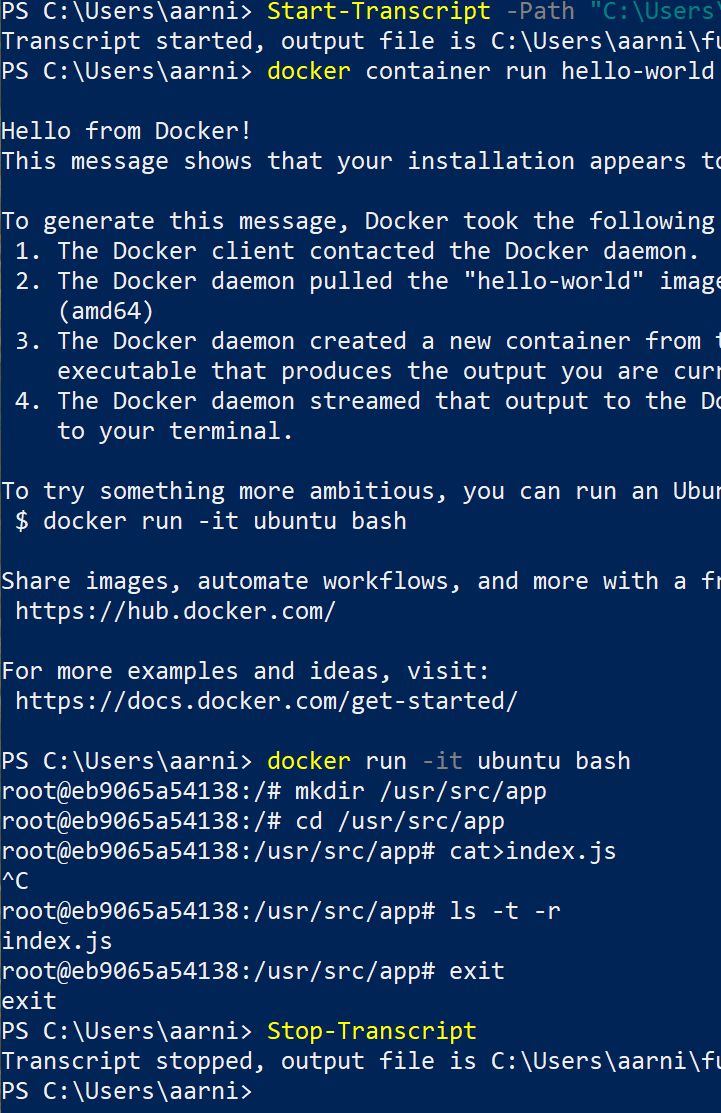 PS C:\Users\aarni> Start-Transcript -Path "C:\Users\
Transcript started, output file is C:\Users\aarni\fu
PS C:\Users\aarni> docker container run hello-world

Hello from Docker!
This message shows that your installation appears to

To generate this message, Docker took the following
 1. The Docker client contacted the Docker daemon.
 2. The Docker daemon pulled the "hello-world" image
    (amd64)
 3. The Docker daemon created a new container from t
    executable that produces the output you are curr
 4. The Docker daemon streamed that output to the Do
    to your terminal.

To try something more ambitious, you can run an Ubun
 $ docker run -it ubuntu bash

Share images, automate workflows, and more with a fr
 https://hub.docker.com/

For more examples and ideas, visit:
 https://docs.docker.com/get-started/

PS C:\Users\aarni> docker run -it ubuntu bash
root@eb9065a54138:/# mkdir /usr/src/app
root@eb9065a54138:/# cd /usr/src/app
root@eb9065a54138:/usr/src/app# cat>index.js
^C
root@eb9065a54138:/usr/src/app# ls -t -r
index.js
root@eb9065a54138:/usr/src/app# exit
exit
PS C:\Users\aarni> Stop-Transcript
Transcript stopped, output file is C:\Users\aarni\fu
PS C:\Users\aarni>